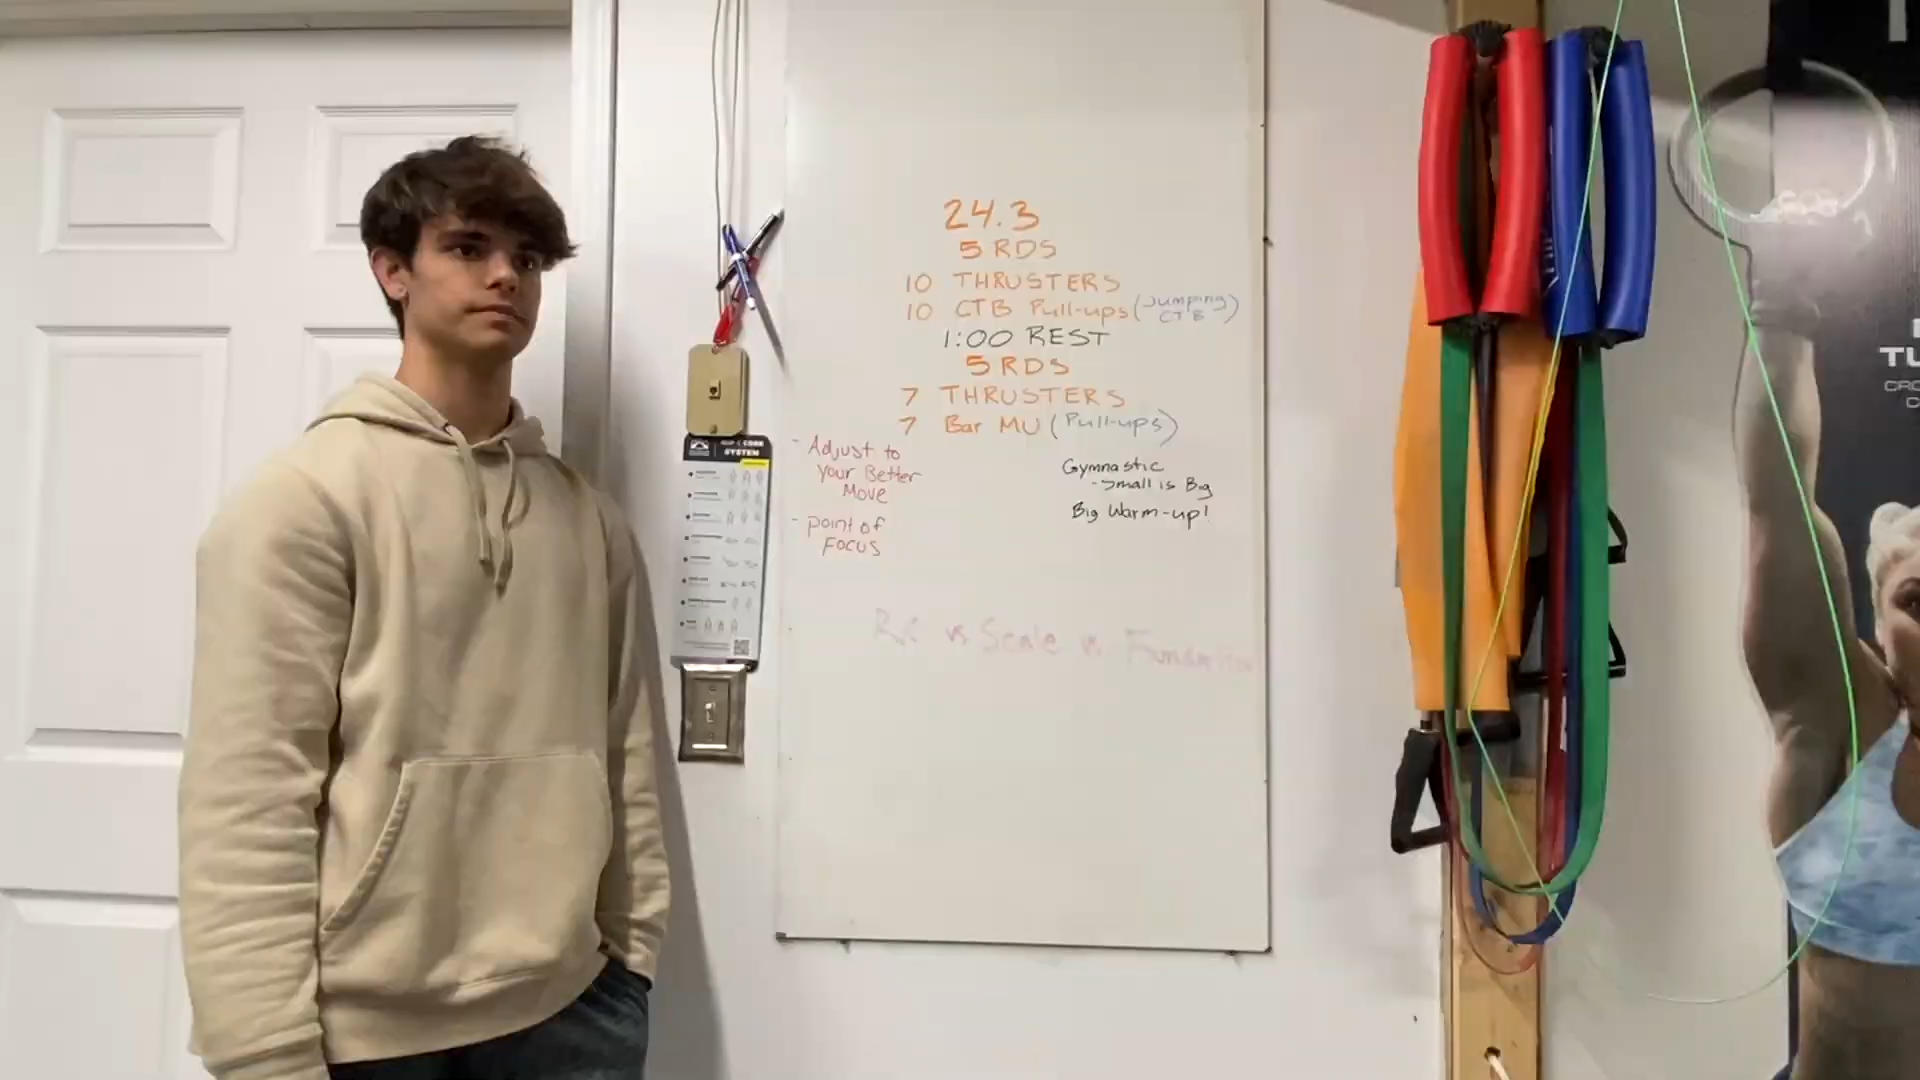 24.3
5 RDS
10 THRUSTERS
10 CTB Pull-ups (Jumping CTB)
1:00 REST
5 RDS
7 THRUSTERS
7 Bar MU (Pull-ups)
- Adjust to
your Better
Move
- point of
FOCUS
Gymnastic
- Small is Big
Big Warm-up!
vs Scale vs
SYSTEM
TU